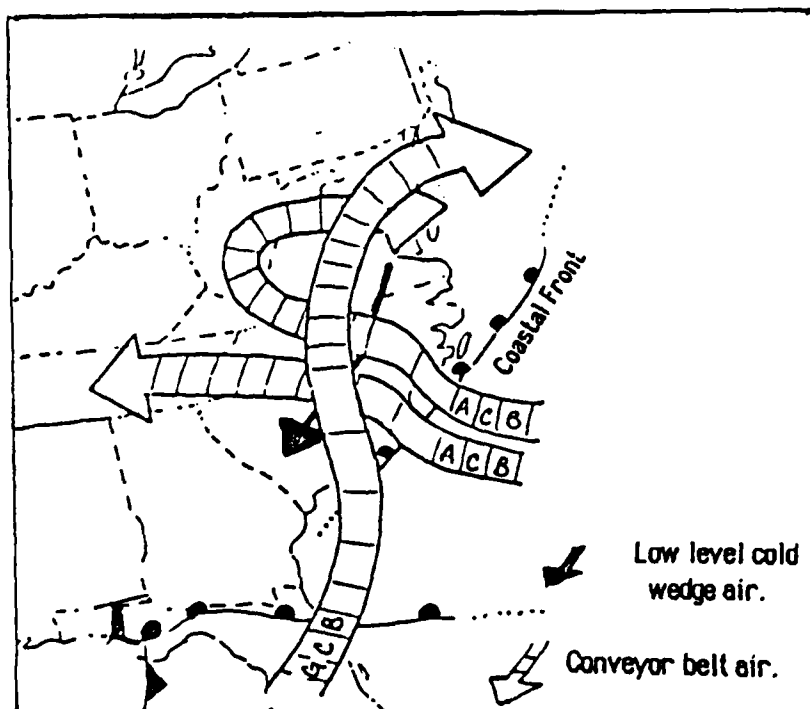 Coastal Front
A C B
A C B
Low level cold
wedge air.
B
C
G
Conveyor belt air.